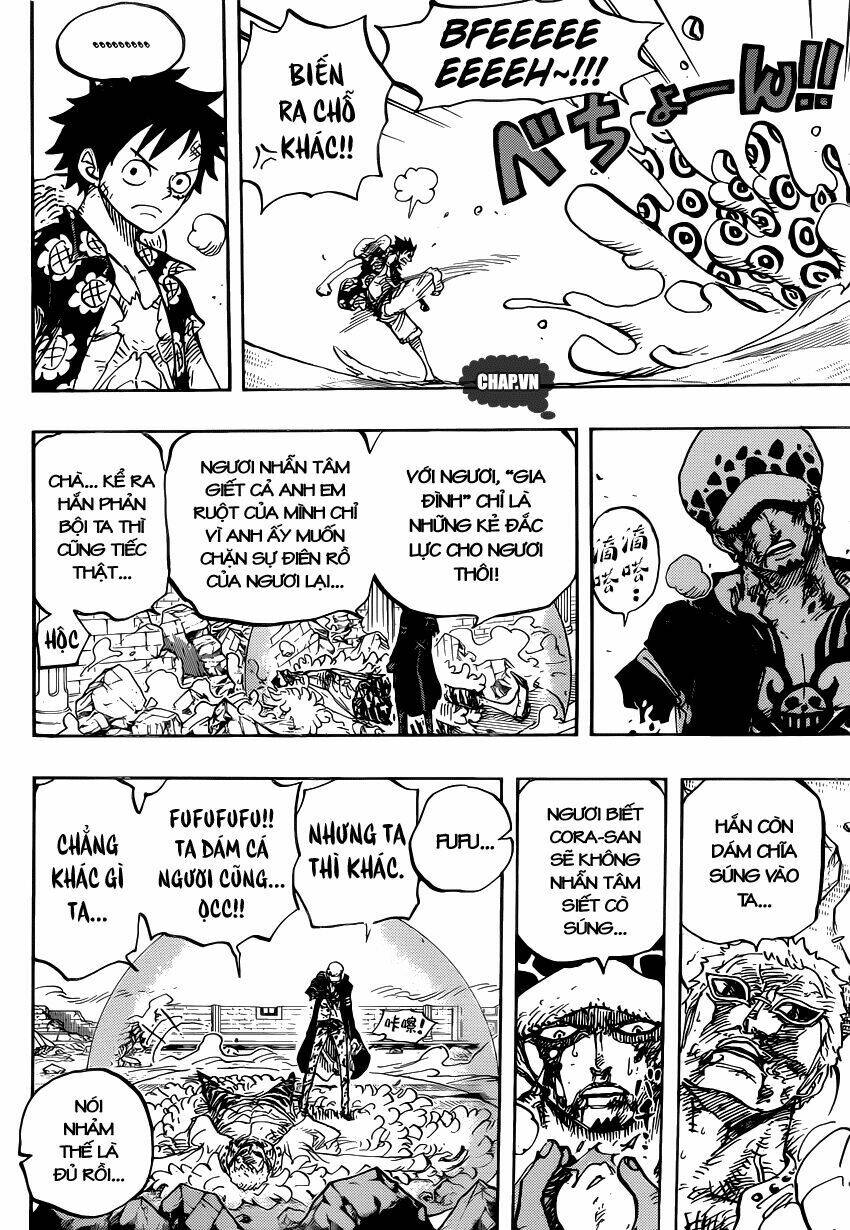 BFEEEEE
EEEEEH~!!!
べちょーん!!
BIẾN
RA CHỖ
KHÁC!!
..........
CHAP.VN
VỚI NGƯƠI, “GIA
ĐÌNH” CHỈ LÀ
NHỮNG KẺ ĐẮC
LỰC CHO NGƯƠI
THÔI!
NGƯƠI NHẪN TÂM
GIẾT CẢ ANH EM
RUỘT CỦA MÌNH CHỈ
VÌ ANH ẤY MUỐN
CHẶN SỰ ĐIÊN RỒ
CỦA NGƯƠI LẠI...
CHÀ... KỂ RA
HẮN PHẢN
BỘI TA THÌ
CŨNG TIẾC
THẬT...
HỘC
HẮN CÒN
DÁM CHĨA
SÚNG VÀO
TA...
NGƯƠI BIẾT
CORA-SAN
SẼ KHÔNG
NHẪN TÂM
SIẾT CÒ
SÚNG...
FUFU...
NHƯNG TA
THÌ KHÁC.
FUFUFUFU!!
TA DÁM CÁ
NGƯƠI CŨNG...
ỌCC!!
CHẲNG
KHÁC GÌ
TA...
咔嚓!
NÓI
NHẢM
THẾ LÀ
ĐỦ RỒI...